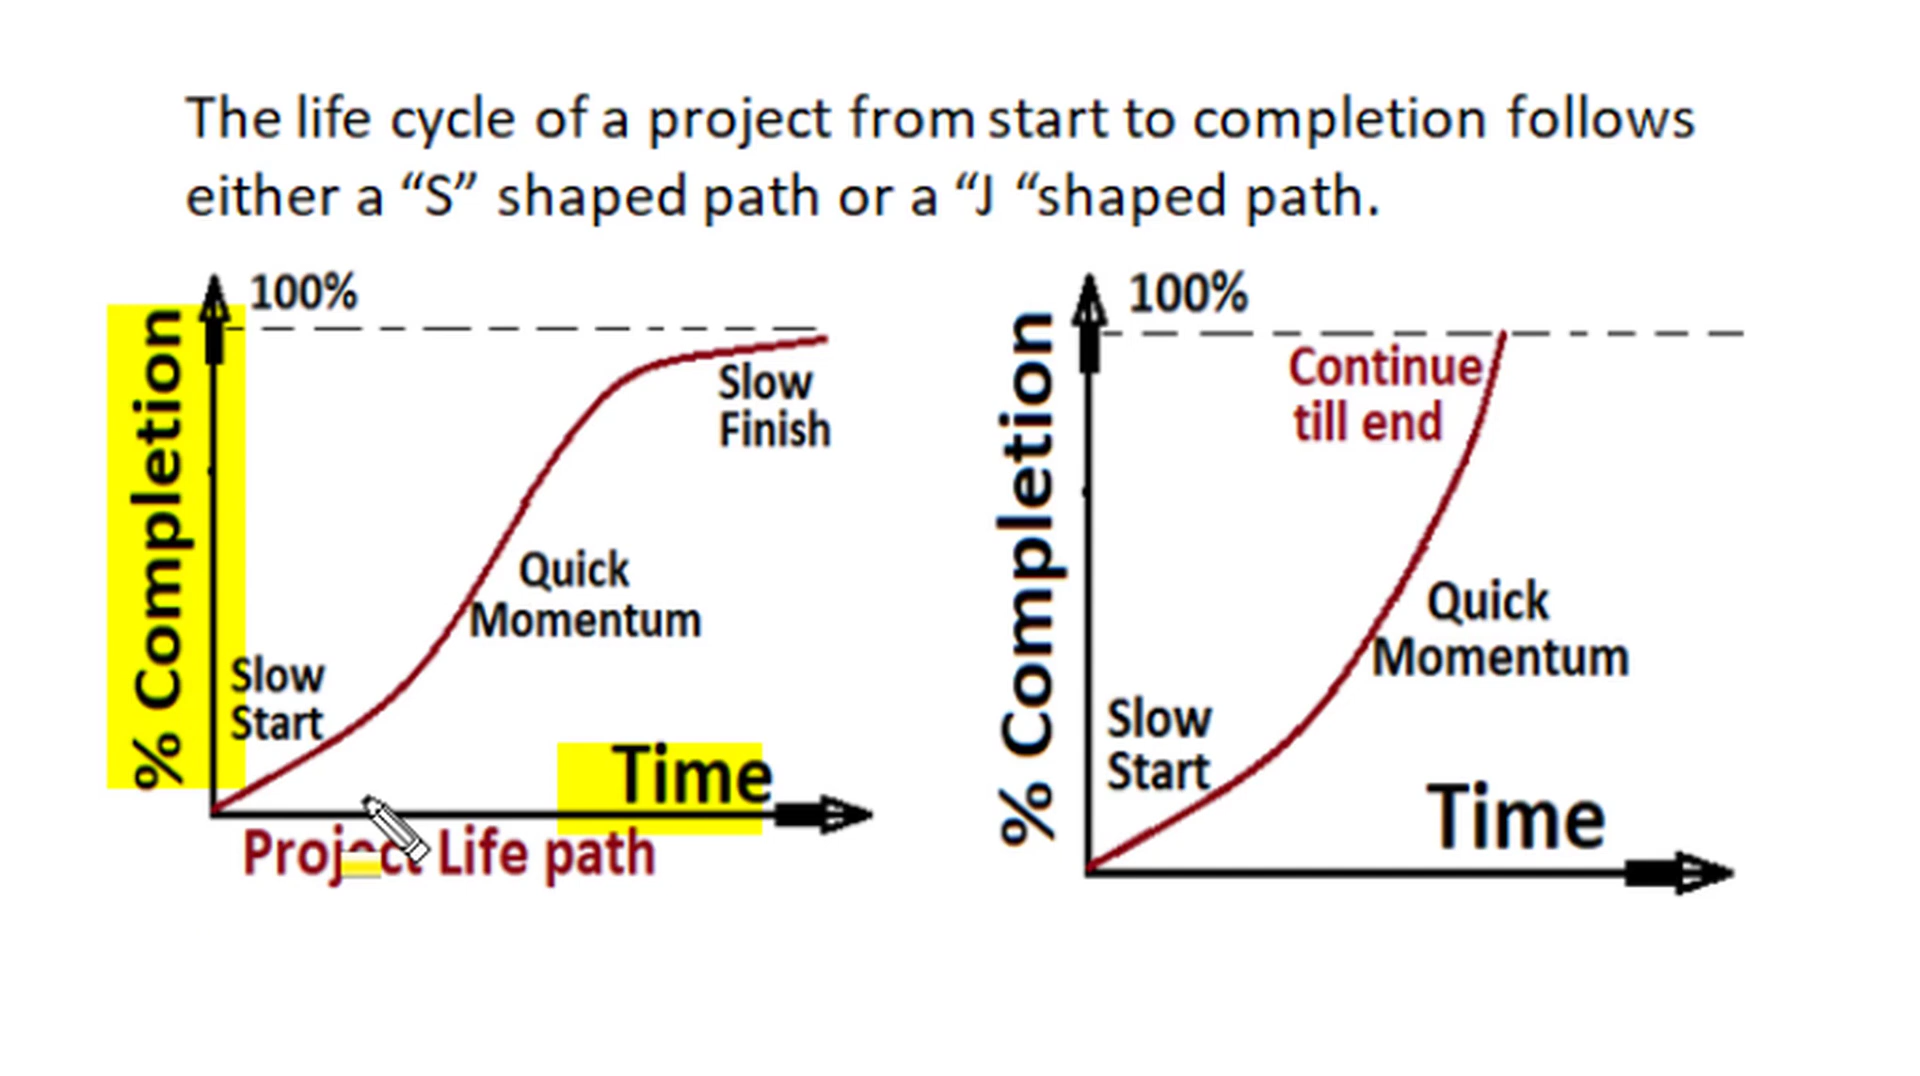 The life cycle of a project from start to completion follows
either a “S” shaped path or a “J “shaped path.
100%
% Completion
Slow
Finish
Quick
Momentum
Slow
Start
Time
Project Life path
100%
% Completion
Continue
till end
Quick
Momentum
Slow
Start
Time